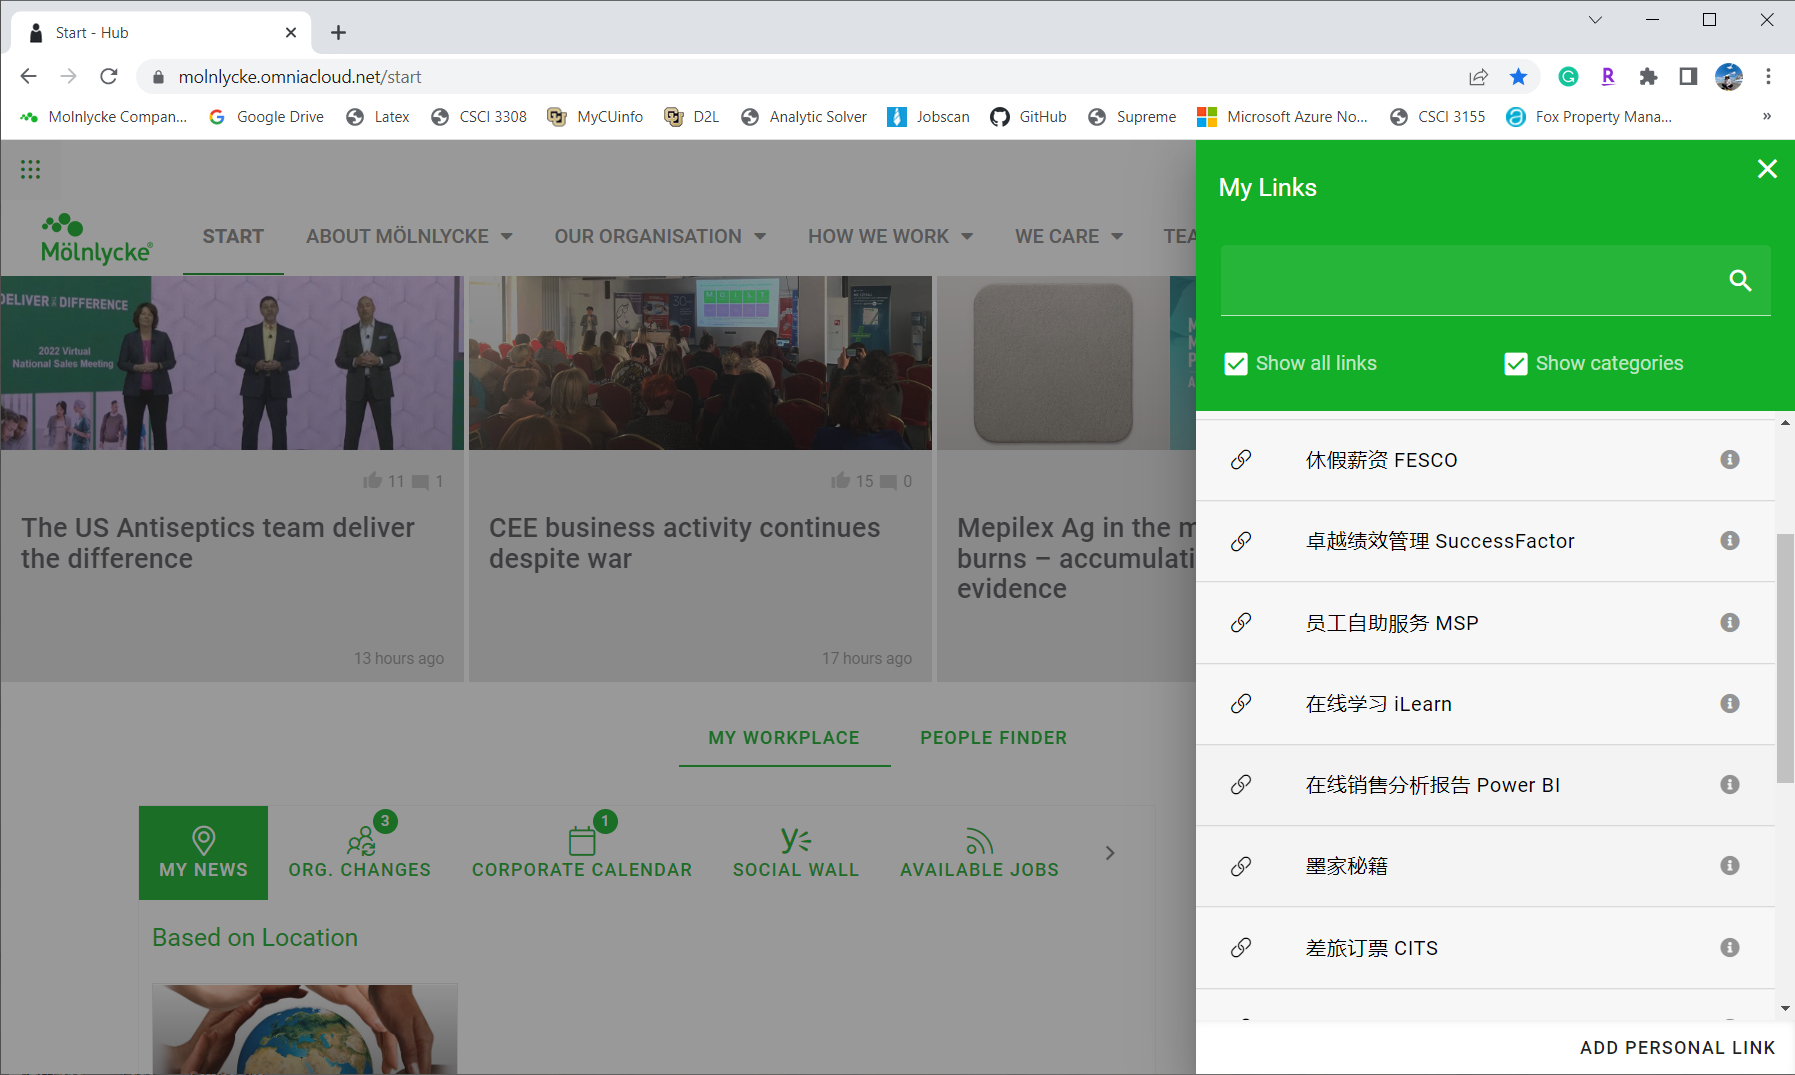 Start - Hub
molnlycke.omniacloud.net/start
Molnlycke Compan...
Google Drive
Latex
CSCI 3308
MyCUinfo
D2L
Analytic Solver
Jobscan
GitHub
Supreme
Microsoft Azure No...
CSCI 3155
Fox Property Mana...
»
Mölnlycke®
START
ABOUT MÖLNLYCKE
OUR ORGANISATION
HOW WE WORK
WE CARE
TEA
DELIVER THE DIFFERENCE
2022 Virtual
National Sales Meeting
MOIST
30+
11
1
The US Antiseptics team deliver
the difference
13 hours ago
15
0
CEE business activity continues
despite war
17 hours ago
Mepilex Ag in the m
burns – accumulati
evidence
MY WORKPLACE
PEOPLE FINDER
MY NEWS
3
ORG. CHANGES
1
CORPORATE CALENDAR
SOCIAL WALL
AVAILABLE JOBS
Based on Location
My Links
Show all links
Show categories
休假薪资 FESCO
卓越绩效管理 SuccessFactor
员工自助服务 MSP
在线学习 iLearn
在线销售分析报告 Power BI
墨家秘籍
差旅订票 CITS
ADD PERSONAL LINK